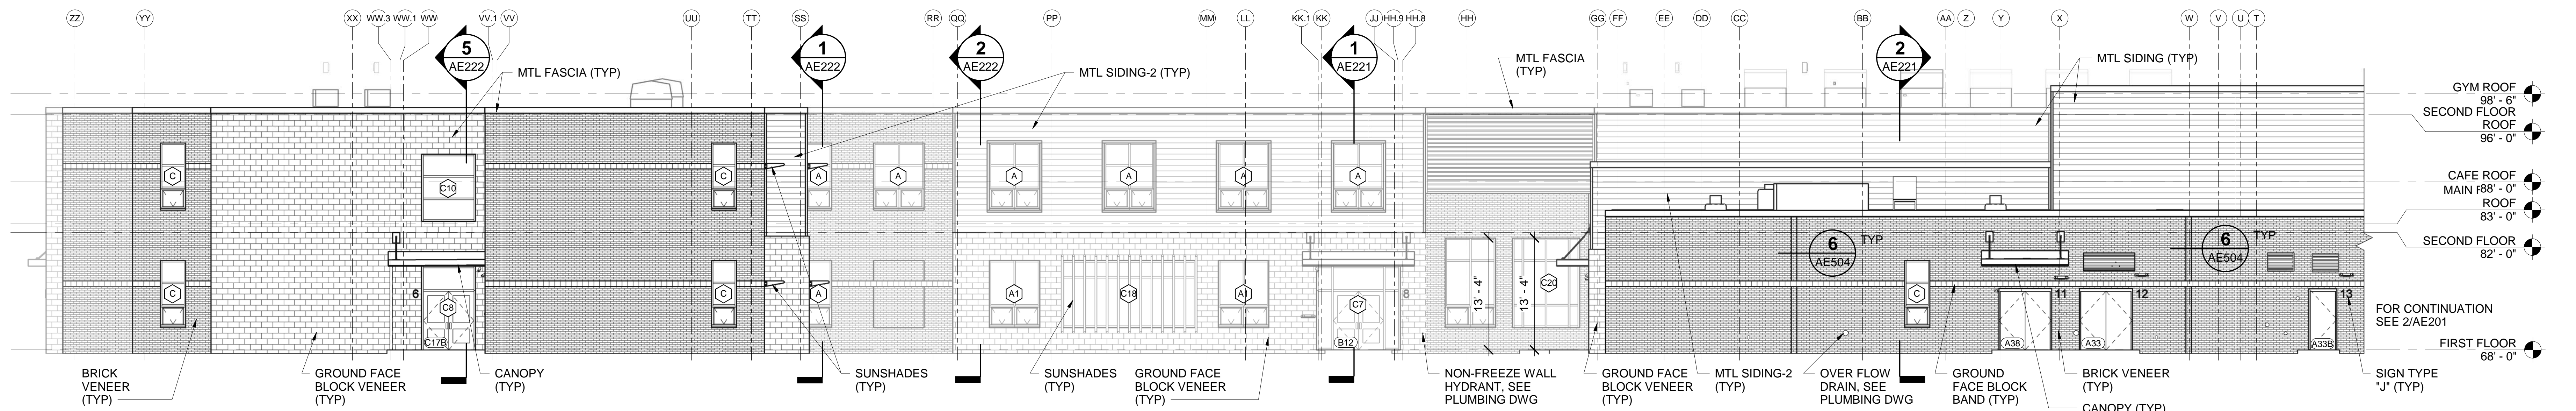 ZZ
YY
XX
WW.3
WW.1
WW
VV.1
VV
UU
TT
SS
RR
QQ
PP
MM
LL
KK.1
KK
JJ
HH.9
HH.8
HH
GG
FF
EE
DD
CC
BB
AA
Z
Y
X
W
V
U
T
5
AE222
1
AE222
2
AE222
1
AE221
2
AE221
MTL FASCIA (TYP)
MTL SIDING-2 (TYP)
MTL FASCIA
(TYP)
MTL SIDING (TYP)
GYM ROOF
98' - 6"
SECOND FLOOR
ROOF
96' - 0"
CAFE ROOF
88' - 0"
MAIN F
ROOF
83' - 0"
SECOND FLOOR
82' - 0"
FIRST FLOOR
68' - 0"
C
C10
C
A
A
A
A
A
A
6
AE504
TYP
6
AE504
TYP
C
6
C8
C17B
C
A
A1
C18
A1
C7
8
B12
13' - 4"
13' - 4"
C20
C
11
12
13
A38
A33
A33B
FOR CONTINUATION
SEE 2/AE201
BRICK
VENEER
(TYP)
GROUND FACE
BLOCK VENEER
(TYP)
CANOPY
(TYP)
SUNSHADES
(TYP)
SUNSHADES
(TYP)
GROUND FACE
BLOCK VENEER
(TYP)
NON-FREEZE WALL
HYDRANT, SEE
PLUMBING DWG
GROUND FACE
BLOCK VENEER
(TYP)
MTL SIDING-2
(TYP)
OVER FLOW
DRAIN, SEE
PLUMBING DWG
GROUND
FACE BLOCK
BAND (TYP)
BRICK VENEER
(TYP)
CANOPY (TYP)
SIGN TYPE
"J" (TYP)